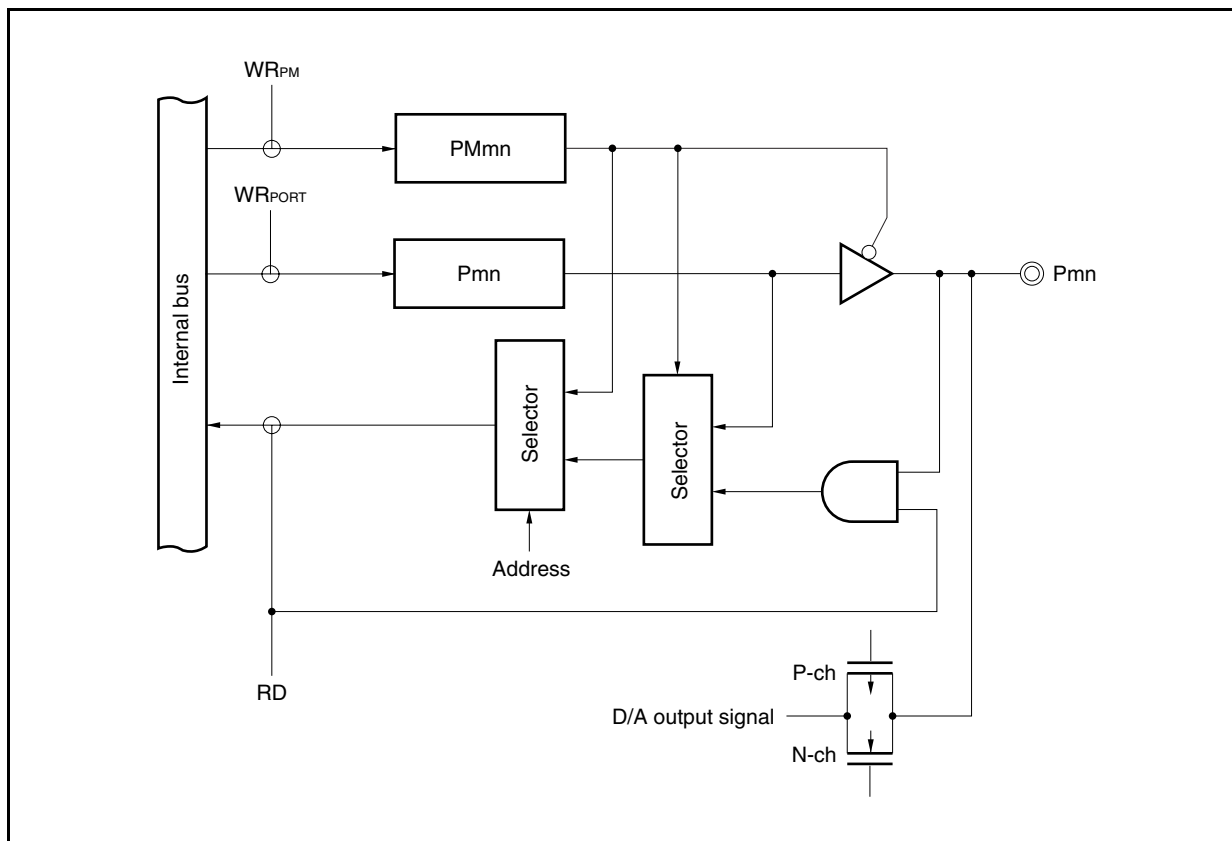 WRPM
PMmn
WRPORT
Pmn
Pmn
Internal bus
Selector
Selector
Address
RD
P-ch
D/A output signal
N-ch